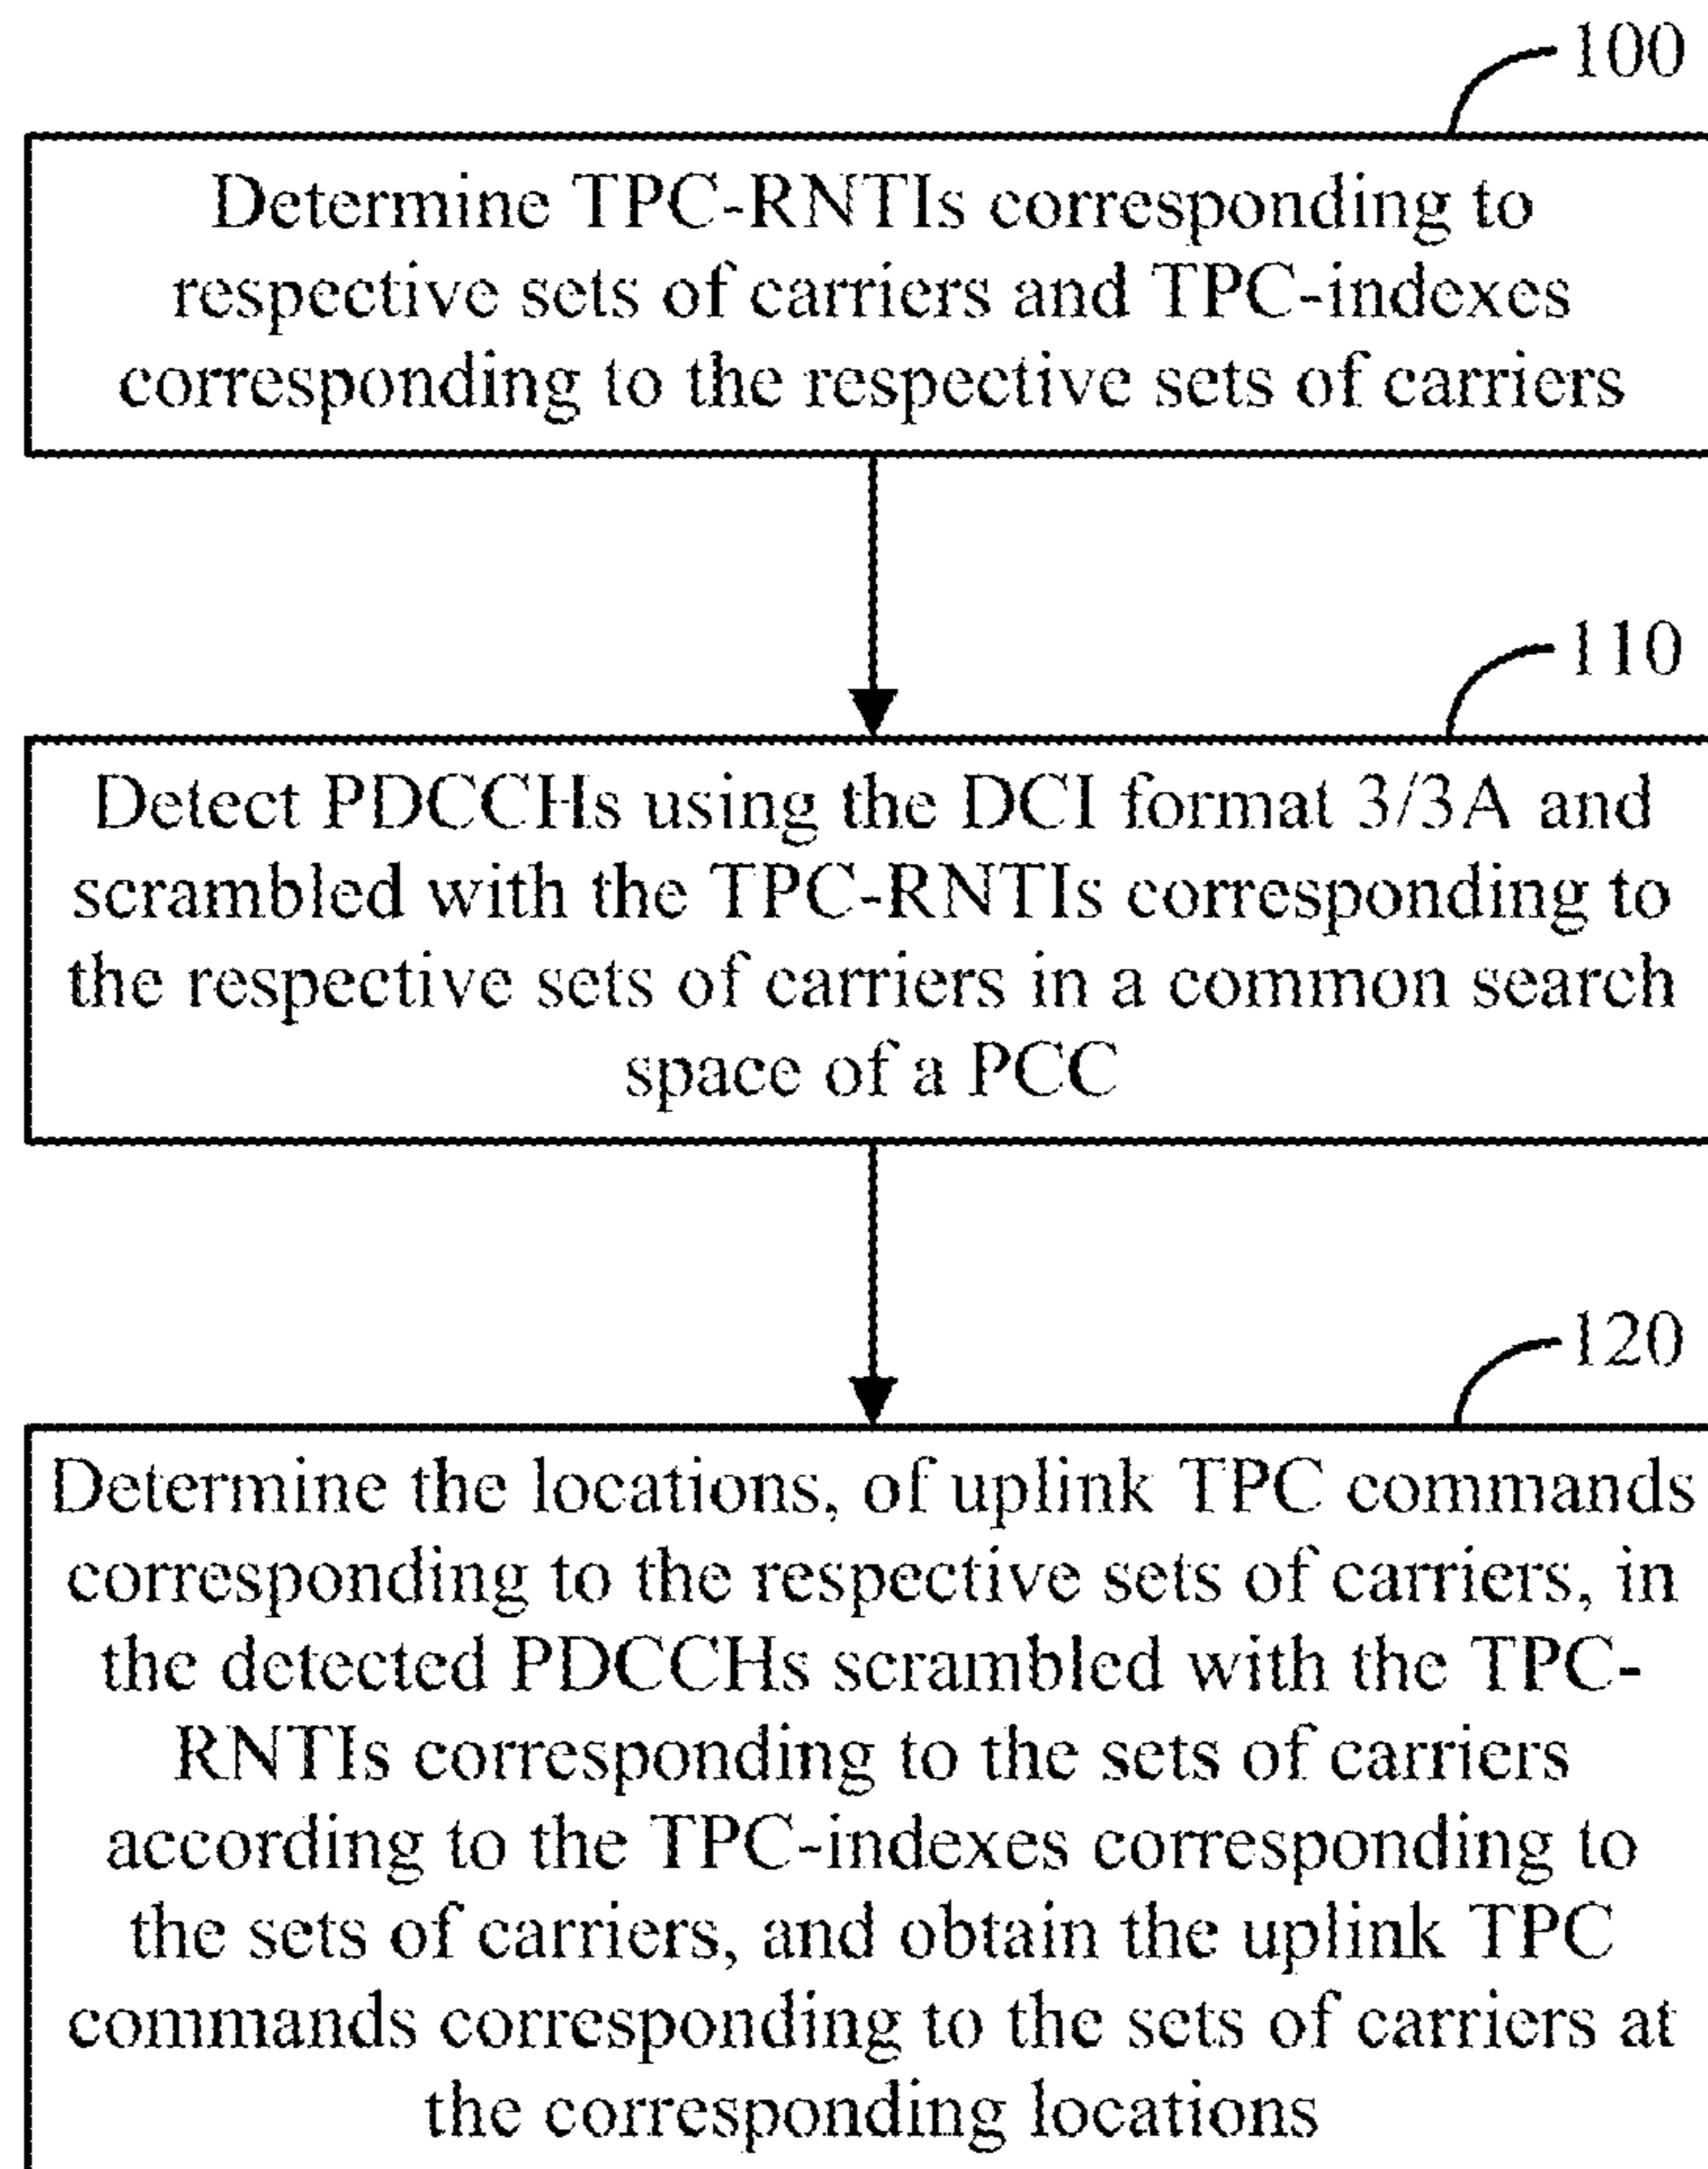 100
Determine TPC-RNTIs corresponding to
respective sets of carriers and TPC-indexes
corresponding to the respective sets of carriers
110
Detect PDCCHs using the DCI format 3/3A and
scrambled with the TPC-RNTIs corresponding to
the respective sets of carriers in a common search
space of a PCC
120
Determine the locations, of uplink TPC commands
corresponding to the respective sets of carriers, in
the detected PDCCHs scrambled with the TPC-
RNTIs corresponding to the sets of carriers
according to the TPC-indexes corresponding to
the sets of carriers, and obtain the uplink TPC
commands corresponding to the sets of carriers at
the corresponding locations